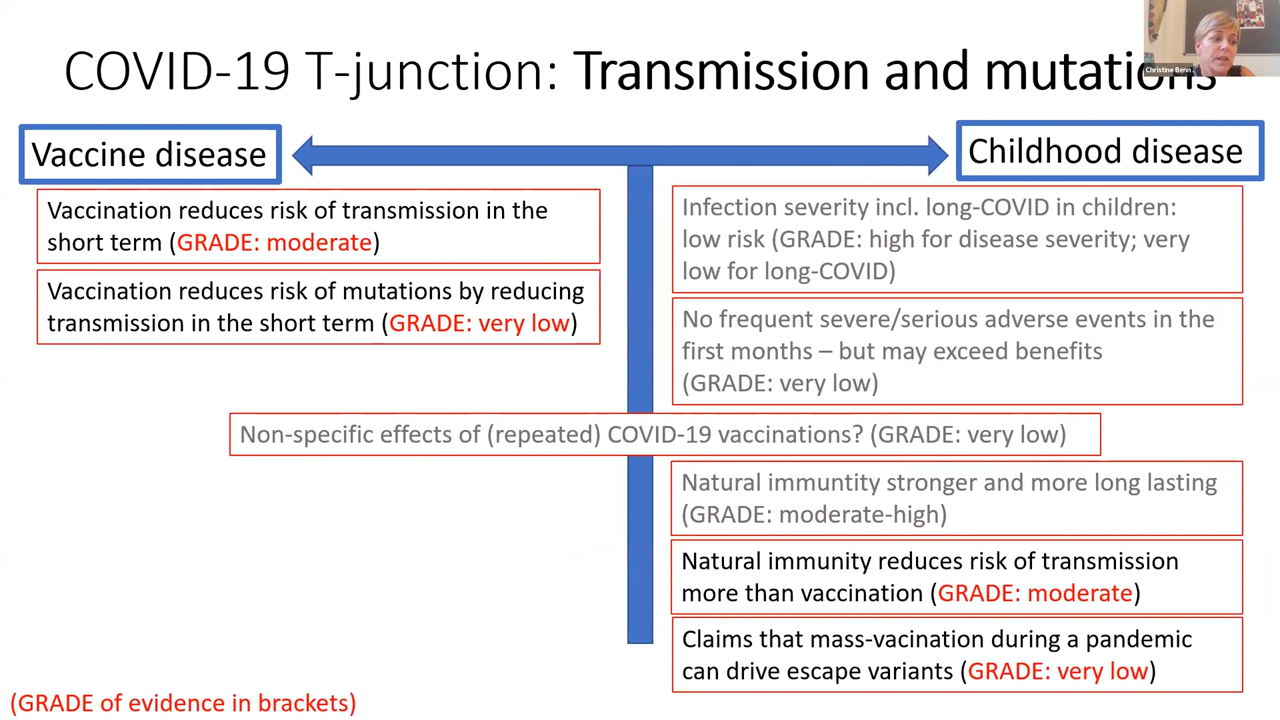 COVID-19 T-junction: Transmission and mutations
Christine Benn
Vaccine disease
Childhood disease
Vaccination reduces risk of transmission in the
short term (GRADE: moderate)
Vaccination reduces risk of mutations by reducing
transmission in the short term (GRADE: very low)
Infection severity incl. long-COVID in children:
low risk (GRADE: high for disease severity; very
low for long-COVID)
No frequent severe/serious adverse events in the
first months – but may exceed benefits
(GRADE: very low)
Non-specific effects of (repeated) COVID-19 vaccinations? (GRADE: very low)
Natural immuntity stronger and more long lasting
(GRADE: moderate-high)
Natural immunity reduces risk of transmission
more than vaccination (GRADE: moderate)
Claims that mass-vacination during a pandemic
can drive escape variants (GRADE: very low)
(GRADE of evidence in brackets)